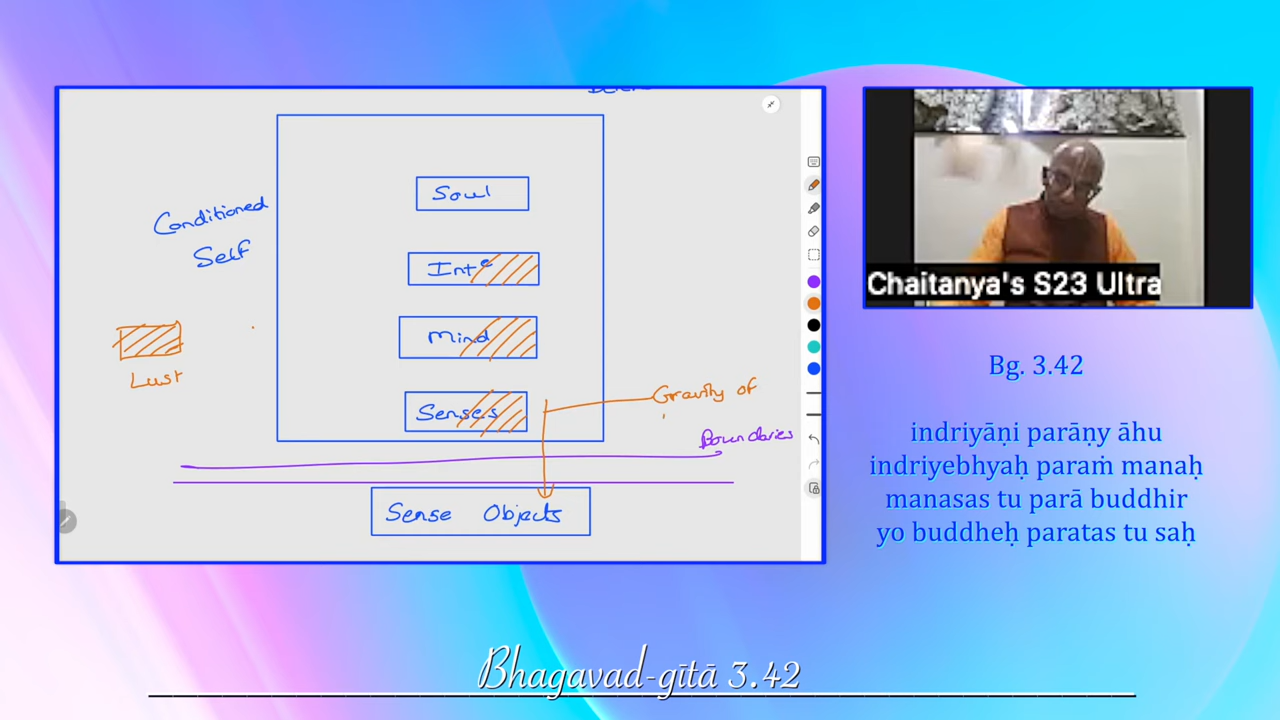 Conditioned
Self
Soul
Int^e
Mind
Senses
Lust
Gravity of
Boundaries
Sense Objects
Chaitanya's S23 Ultra
Bg. 3.42
indriyāṇi parāṇy āhu
indriyebhyaḥ paraṁ manaḥ
manasas tu parā buddhir
yo buddheḥ paratas tu saḥ
Bhagavad-gītā 3.42